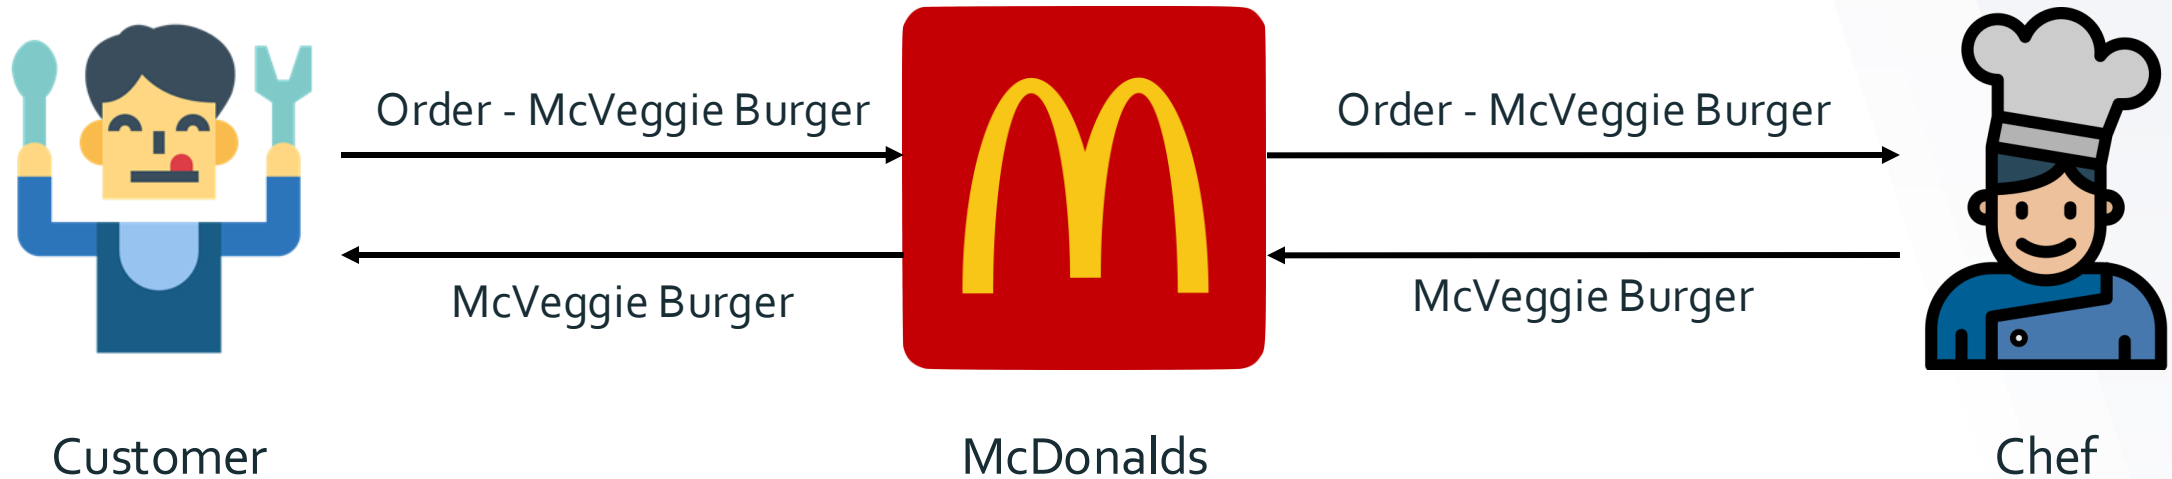 Order - McVeggie Burger
Order - McVeggie Burger
McVeggie Burger
McVeggie Burger
Customer
McDonalds
Chef